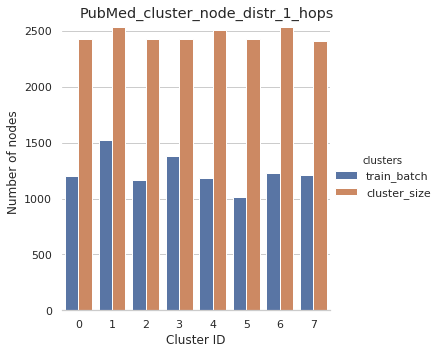 PubMed_cluster_node_distr_1_hops
2500
2000
1500
1000
500
0
Number of nodes
0 1 2 3 4 5 6 7
Cluster ID
clusters
train_batch
cluster_size